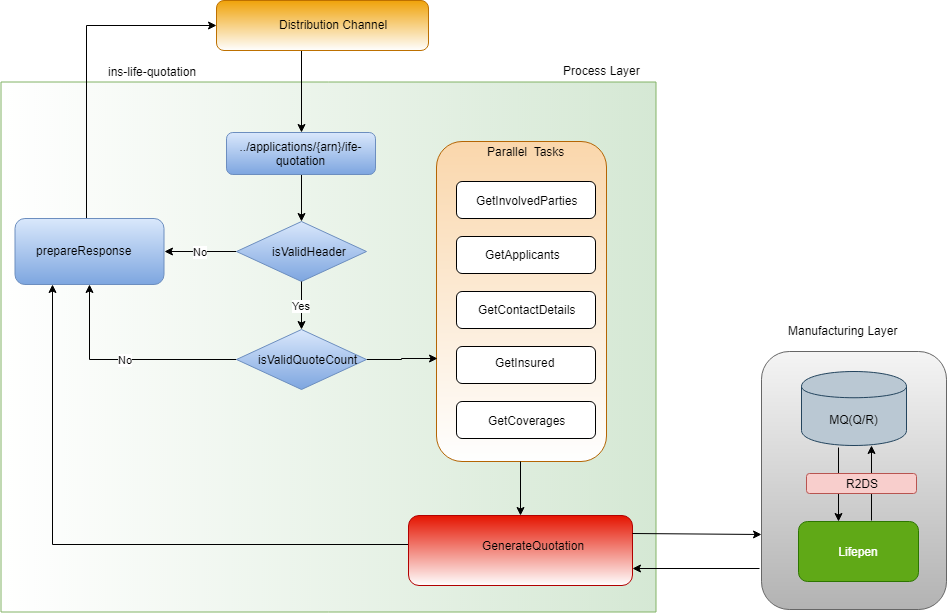 Distribution Channel
ins-life-quotation
Process Layer
../applications/{arn}/ife-
quotation
Parallel Tasks
GetInvolvedParties
prepareResponse
No
isValidHeader
GetApplicants
Yes
GetContactDetails
No
isValidQuoteCount
GetInsured
GetCoverages
Manufacturing Layer
MQ(Q/R)
R2DS
GenerateQuotation
Lifepen